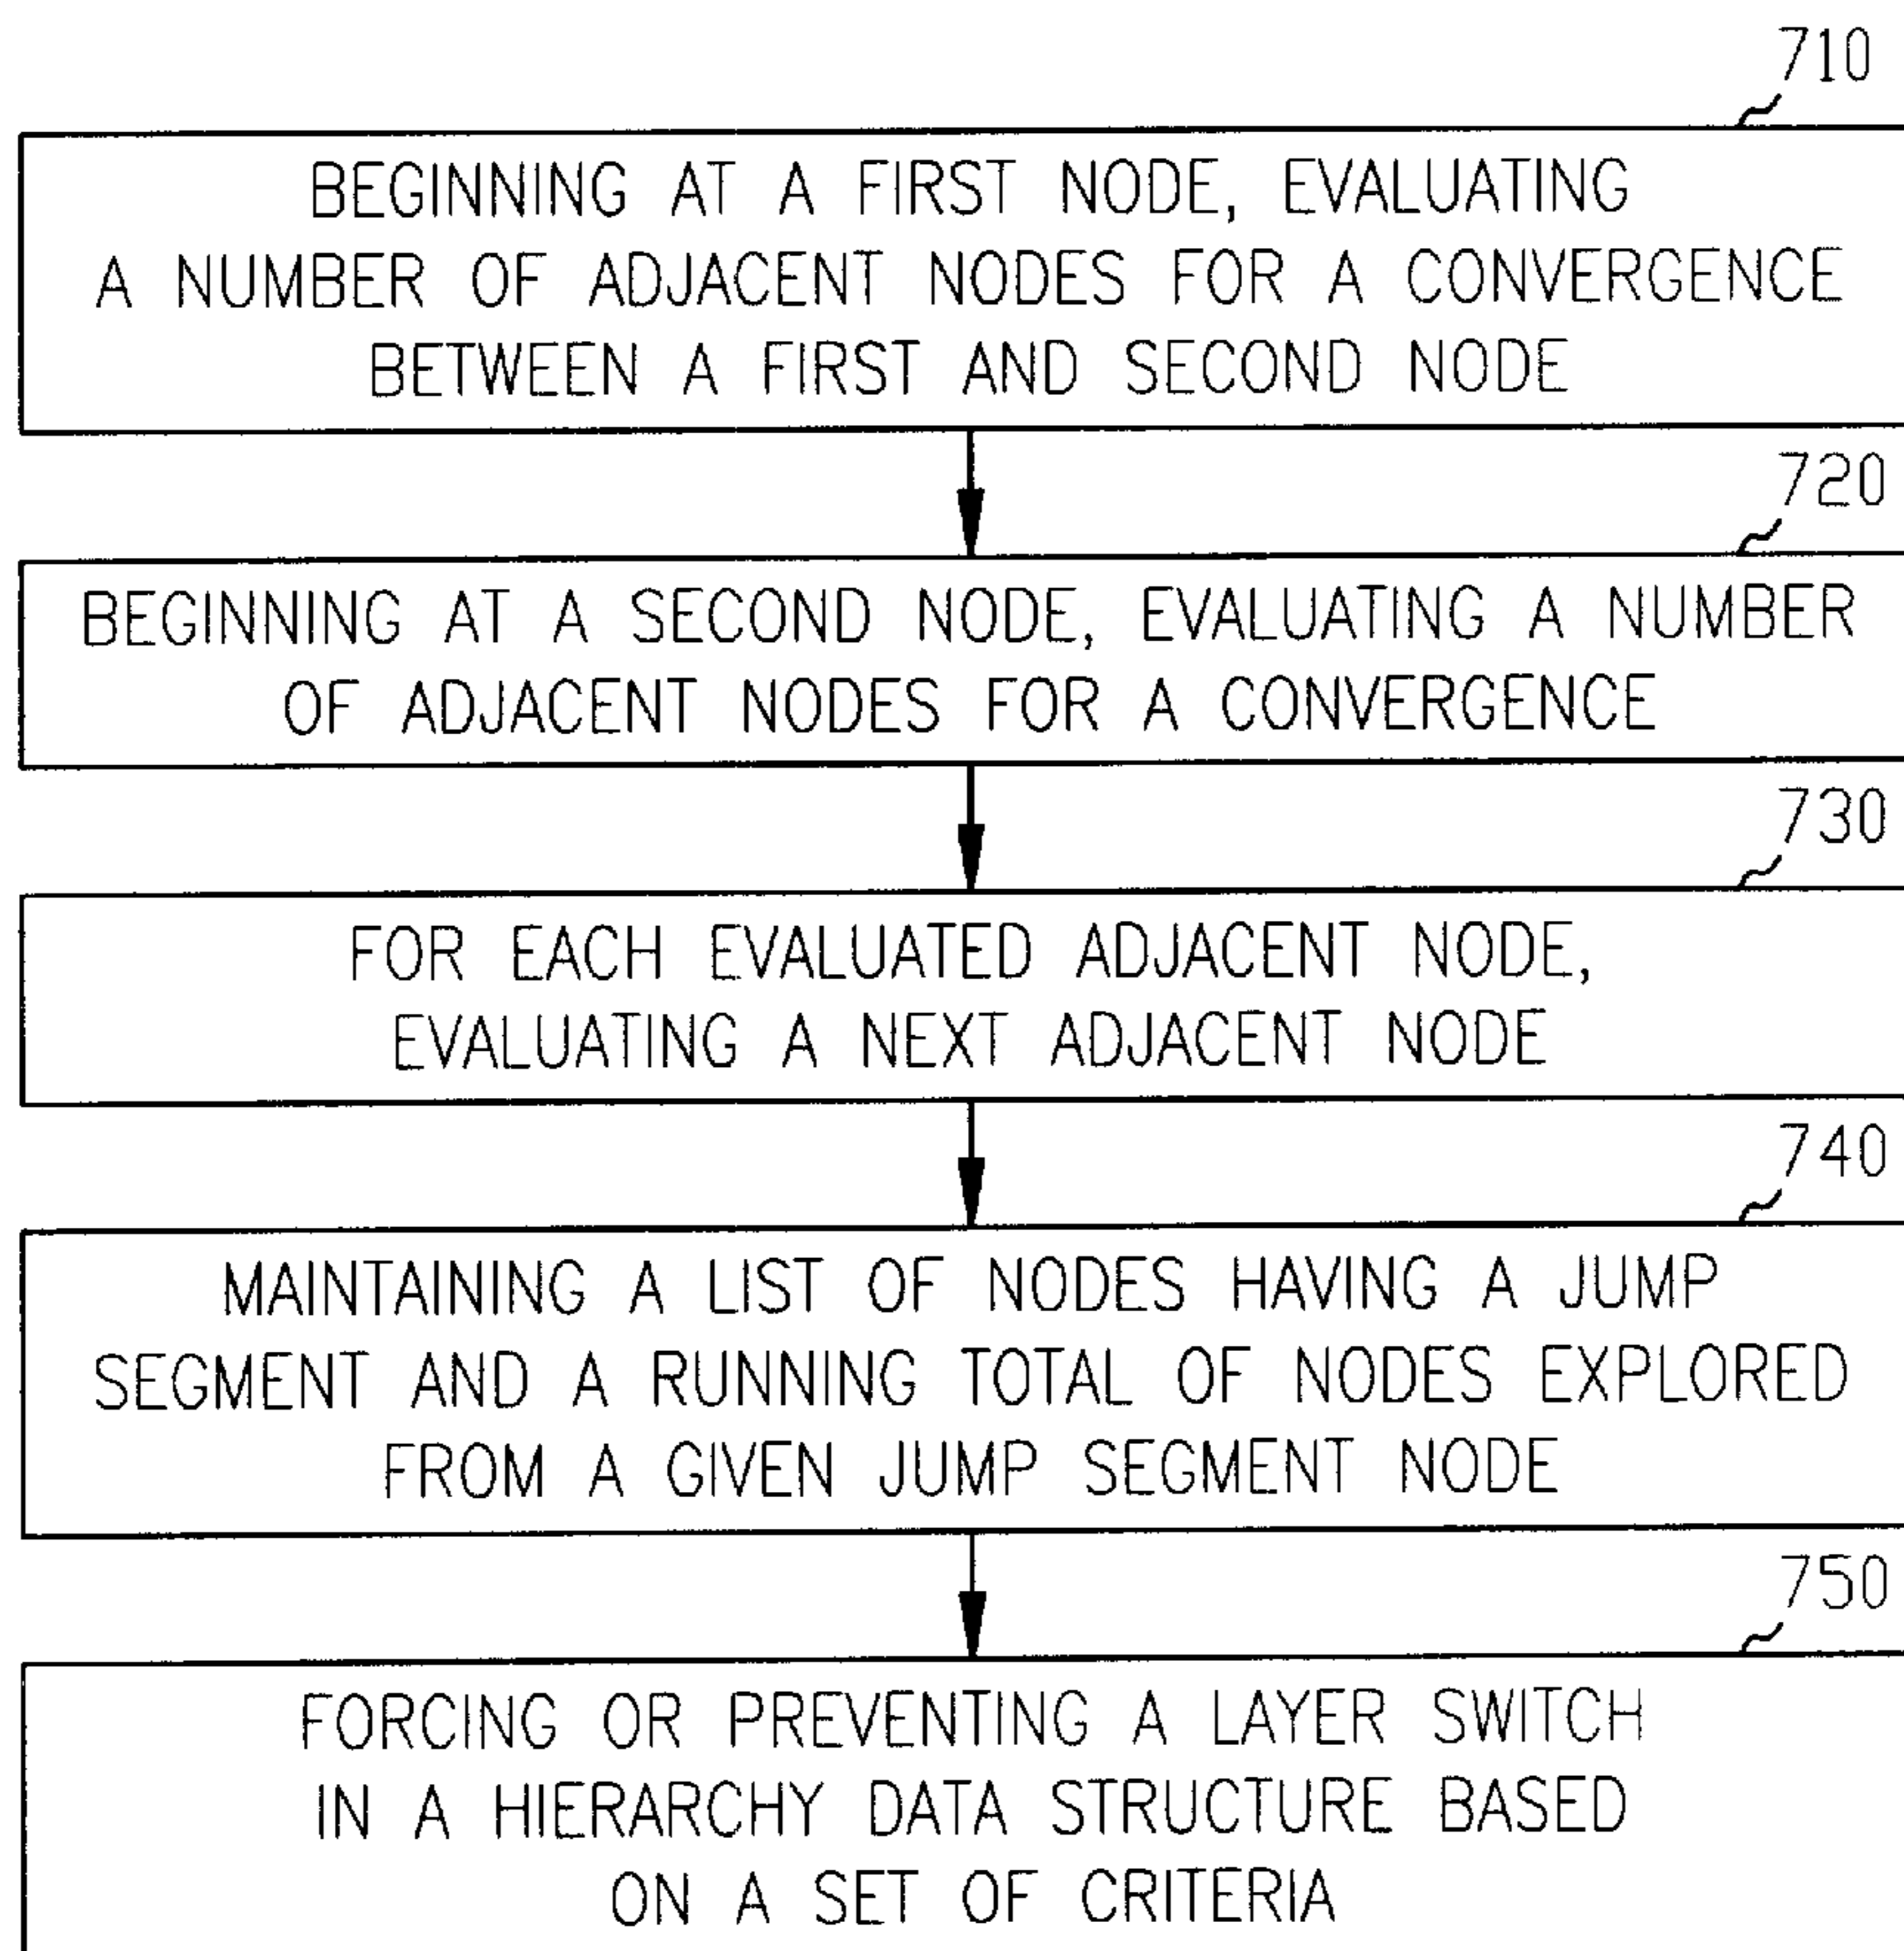 710
BEGINNING AT A FIRST NODE, EVALUATING
A NUMBER OF ADJACENT NODES FOR A CONVERGENCE
BETWEEN A FIRST AND SECOND NODE
720
BEGINNING AT A SECOND NODE, EVALUATING A NUMBER
OF ADJACENT NODES FOR A CONVERGENCE
730
FOR EACH EVALUATED ADJACENT NODE,
EVALUATING A NEXT ADJACENT NODE
740
MAINTAINING A LIST OF NODES HAVING A JUMP
SEGMENT AND A RUNNING TOTAL OF NODES EXPLORED
FROM A GIVEN JUMP SEGMENT NODE
750
FORCING OR PREVENTING A LAYER SWITCH
IN A HIERARCHY DATA STRUCTURE BASED
ON A SET OF CRITERIA